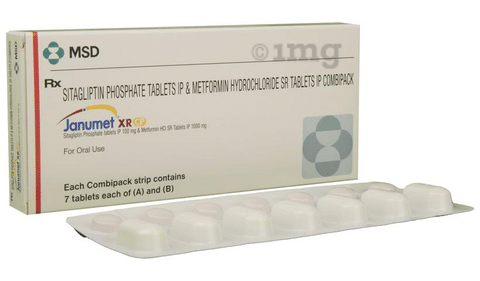 MSD
©1mg
Rx
SITAGLIPTIN PHOSPHATE TABLETS IP & METFORMIN HYDROCHLORIDE SR TABLETS IP COMBIPACK
Janumet XR CP
Sitagliptin Phosphate tablets IP 100 mg & Metformin HCl SR Tablets IP 1000 mg
For Oral Use
Each Combipack strip contains
7 tablets each of (A) and (B)